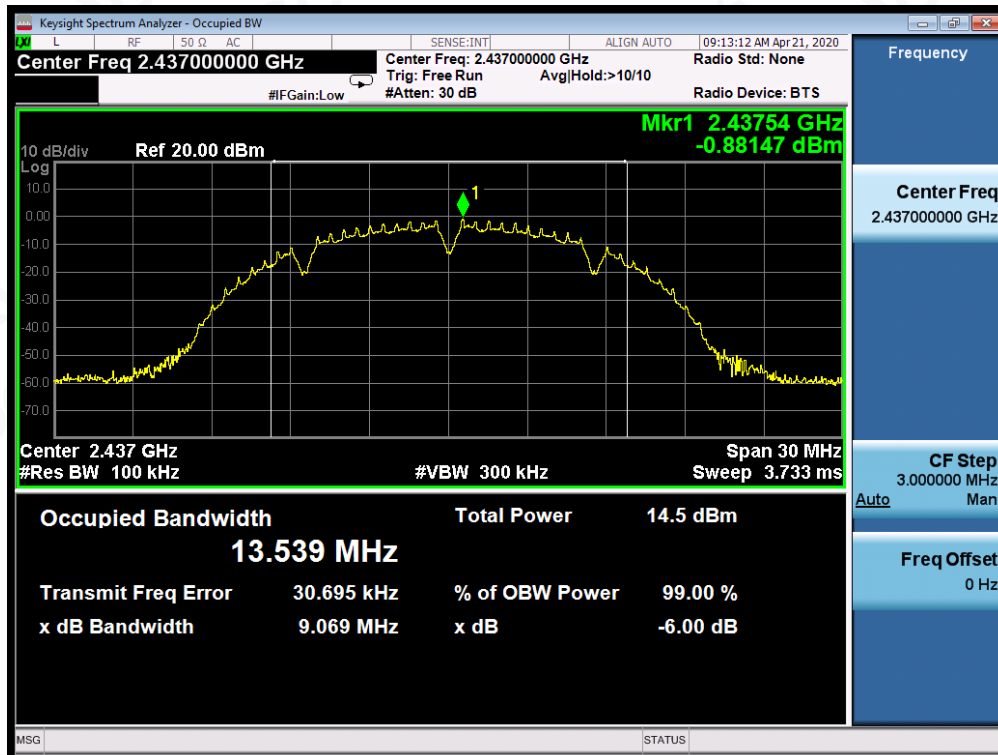 Keysight Spectrum Analyzer - Occupied BW
LXI L RF 50 Ω AC SENSE:INT ALIGN AUTO 09:13:12 AM Apr 21, 2020
Center Freq 2.437000000 GHz
Center Freq: 2.437000000 GHz
Radio Std: None
Trig: Free Run Avg|Hold:>10/10
#IFGain:Low
#Atten: 30 dB
Radio Device: BTS
Mkr1 2.43754 GHz
-0.88147 dBm
10 dB/div Ref 20.00 dBm
Log
10.0
0.00
-10.0
-20.0
-30.0
-40.0
-50.0
-60.0
-70.0
1
Center 2.437 GHz
Span 30 MHz
#Res BW 100 kHz
#VBW 300 kHz
Sweep 3.733 ms
Occupied Bandwidth
13.539 MHz
Total Power 14.5 dBm
Transmit Freq Error 30.695 kHz
% of OBW Power 99.00 %
x dB Bandwidth 9.069 MHz
x dB -6.00 dB
Frequency
Center Freq
2.437000000 GHz
CF Step
3.000000 MHz
Auto Man
Freq Offset
0 Hz
MSG
STATUS